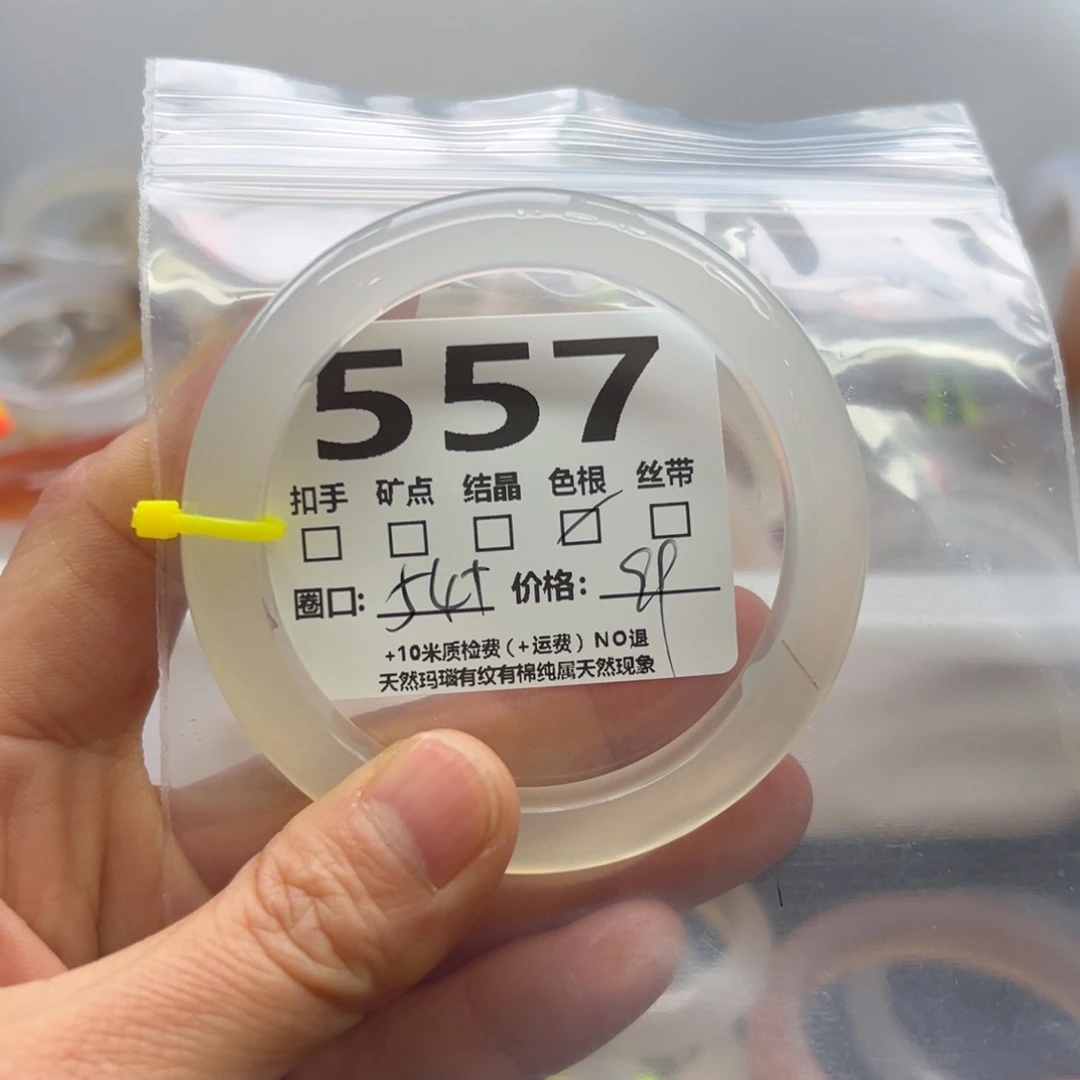 557
扣手 矿点 结晶 色根 丝带
圈口: 545 价格: 89
+10米质检费(+运费) NO退
天然玛瑙有纹有棉纯属天然现象